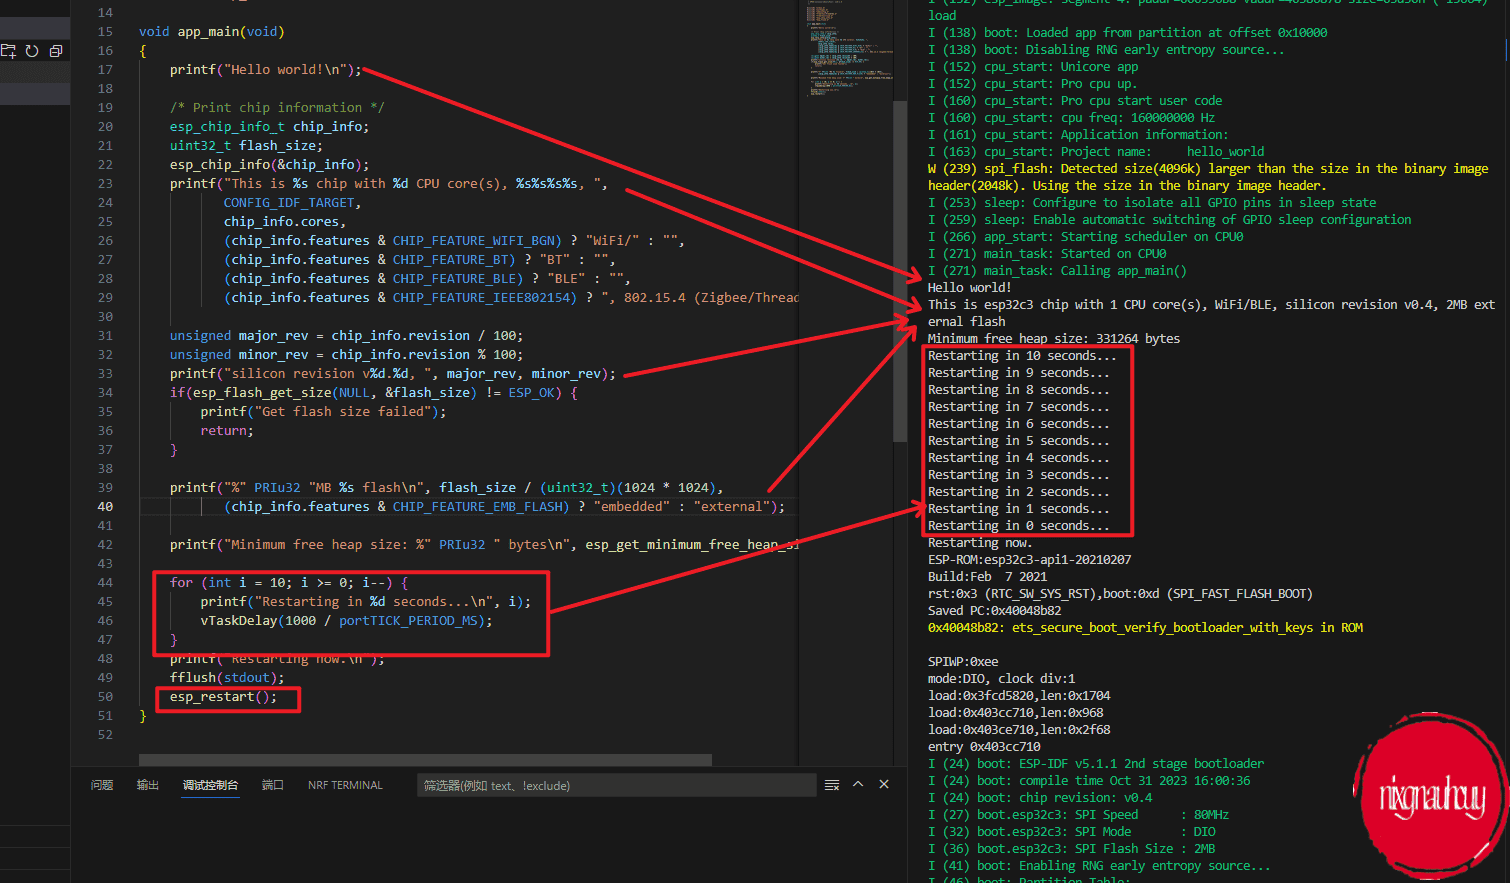 14
15 void app_main(void)
16 {
17 printf("Hello world!\n");
18
19 /* Print chip information */
20 esp_chip_info_t chip_info;
21 uint32_t flash_size;
22 esp_chip_info(&chip_info);
23 printf("This is %s chip with %d CPU core(s), %s%s%s%s, ",
24 CONFIG_IDF_TARGET,
25 chip_info.cores,
26 (chip_info.features & CHIP_FEATURE_WIFI_BGN) ? "WiFi/" : "",
27 (chip_info.features & CHIP_FEATURE_BT) ? "BT" : "",
28 (chip_info.features & CHIP_FEATURE_BLE) ? "BLE" : "",
29 (chip_info.features & CHIP_FEATURE_IEEE802154) ? ", 802.15.4 (Zigbee/Thread
30
31 unsigned major_rev = chip_info.revision / 100;
32 unsigned minor_rev = chip_info.revision % 100;
33 printf("silicon revision v%d.%d, ", major_rev, minor_rev);
34 if(esp_flash_get_size(NULL, &flash_size) != ESP_OK) {
35 printf("Get flash size failed");
36 return;
37 }
38
39 printf("%" PRIu32 "MB %s flash\n", flash_size / (uint32_t)(1024 * 1024),
40 (chip_info.features & CHIP_FEATURE_EMB_FLASH) ? "embedded" : "external");
41
42 printf("Minimum free heap size: %" PRIu32 " bytes\n", esp_get_minimum_free_heap_si
43
44 for (int i = 10; i >= 0; i--) {
45 printf("Restarting in %d seconds...\n", i);
46 vTaskDelay(1000 / portTICK_PERIOD_MS);
47 }
48 printf("Restarting now.\n");
49 fflush(stdout);
50 esp_restart();
51 }
52
问题 输出 调试控制台 端口 NRF TERMINAL 筛选器(例如 text、!exclude)
load
I (138) boot: Loaded app from partition at offset 0x10000
I (138) boot: Disabling RNG early entropy source...
I (152) cpu_start: Unicore app
I (152) cpu_start: Pro cpu up.
I (160) cpu_start: Pro cpu start user code
I (160) cpu_start: cpu freq: 160000000 Hz
I (161) cpu_start: Application information:
I (163) cpu_start: Project name: hello_world
W (239) spi_flash: Detected size(4096k) larger than the size in the binary image
header(2048k). Using the size in the binary image header.
I (253) sleep: Configure to isolate all GPIO pins in sleep state
I (259) sleep: Enable automatic switching of GPIO sleep configuration
I (266) app_start: Starting scheduler on CPU0
I (271) main_task: Started on CPU0
I (271) main_task: Calling app_main()
Hello world!
This is esp32c3 chip with 1 CPU core(s), WiFi/BLE, silicon revision v0.4, 2MB ext
ernal flash
Minimum free heap size: 331264 bytes
Restarting in 10 seconds...
Restarting in 9 seconds...
Restarting in 8 seconds...
Restarting in 7 seconds...
Restarting in 6 seconds...
Restarting in 5 seconds...
Restarting in 4 seconds...
Restarting in 3 seconds...
Restarting in 2 seconds...
Restarting in 1 seconds...
Restarting in 0 seconds...
Restarting now.
ESP-ROM:esp32c3-api1-20210207
Build:Feb 7 2021
rst:0x3 (RTC_SW_SYS_RST),boot:0xd (SPI_FAST_FLASH_BOOT)
Saved PC:0x40048b82
0x40048b82: ets_secure_boot_verify_bootloader_with_keys in ROM
SPIWP:0xee
mode:DIO, clock div:1
load:0x3fcd5820,len:0x1704
load:0x403cc710,len:0x968
load:0x403ce710,len:0x2f68
entry 0x403cc710
I (24) boot: ESP-IDF v5.1.1 2nd stage bootloader
I (24) boot: compile time Oct 31 2023 16:00:36
I (24) boot: chip revision: v0.4
I (27) boot.esp32c3: SPI Speed : 80MHz
I (32) boot.esp32c3: SPI Mode : DIO
I (36) boot.esp32c3: SPI Flash Size : 2MB
I (41) boot: Enabling RNG early entropy source...
I (46) boot: Partition Table: